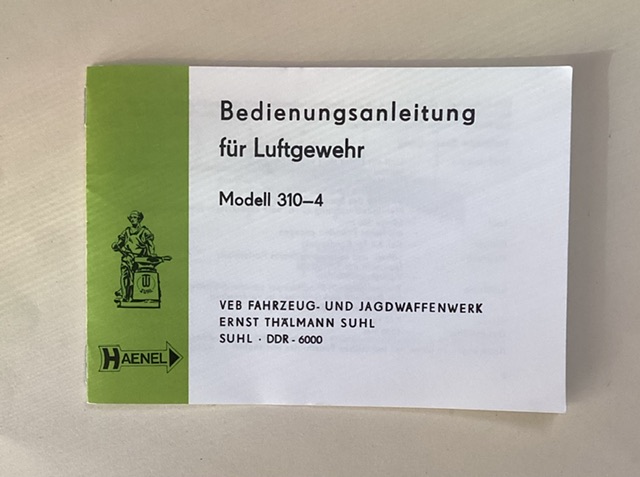 Bedienungsanleitung
für Luftgewehr
Modell 310–4
VEB FAHRZEUG- UND JAGDWAFFENWERK
ERNST THÄLMANN SUHL
SUHL · DDR - 6000
HAENEL